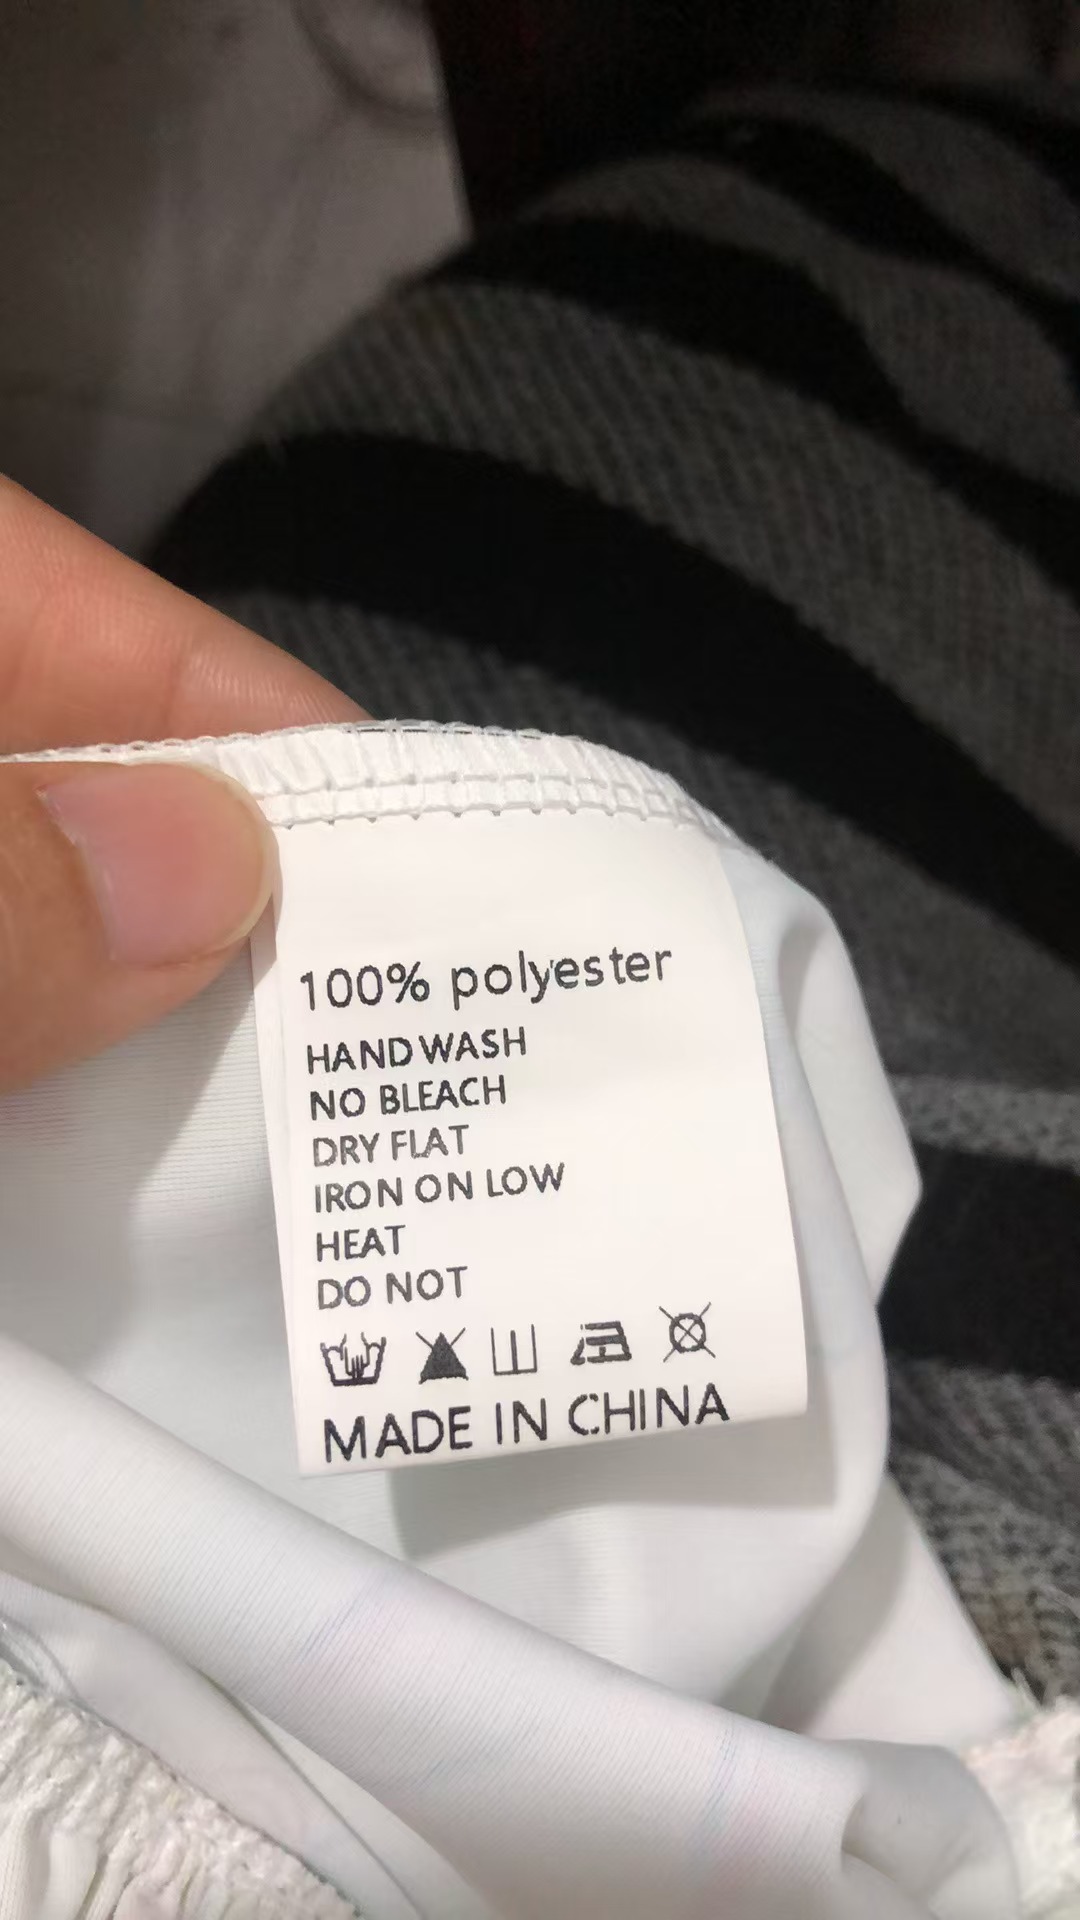 100% polyester
HAND WASH
NO BLEACH
DRY FLAT
IRON ON LOW
HEAT
DO NOT
MADE IN CHINA